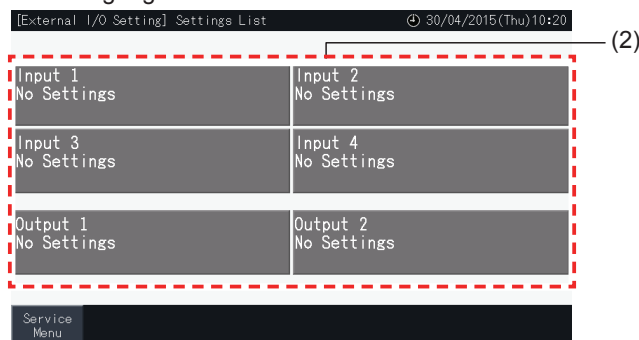 [External I/O Setting] Settings List 30/04/2015(Thu)10:20
(2)
Input 1
No Settings
Input 2
No Settings
Input 3
No Settings
Input 4
No Settings
Output 1
No Settings
Output 2
No Settings
Service
Menu